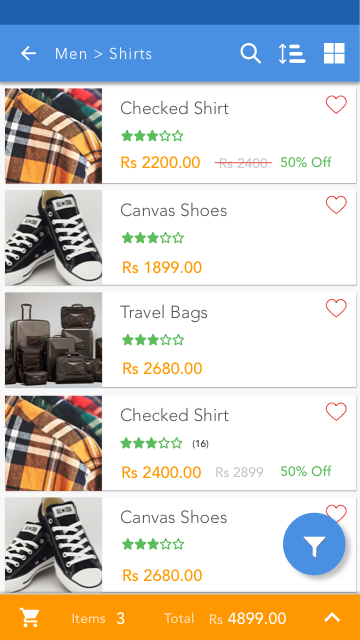 Men > Shirts
Checked Shirt
Rs 2200.00 Rs 2400 50% Off
Canvas Shoes
Rs 1899.00
Travel Bags
Rs 2680.00
Checked Shirt
(16)
Rs 2400.00 Rs 2899 50% Off
Canvas Shoes
Rs 2680.00
Items 3 Total Rs 4899.00